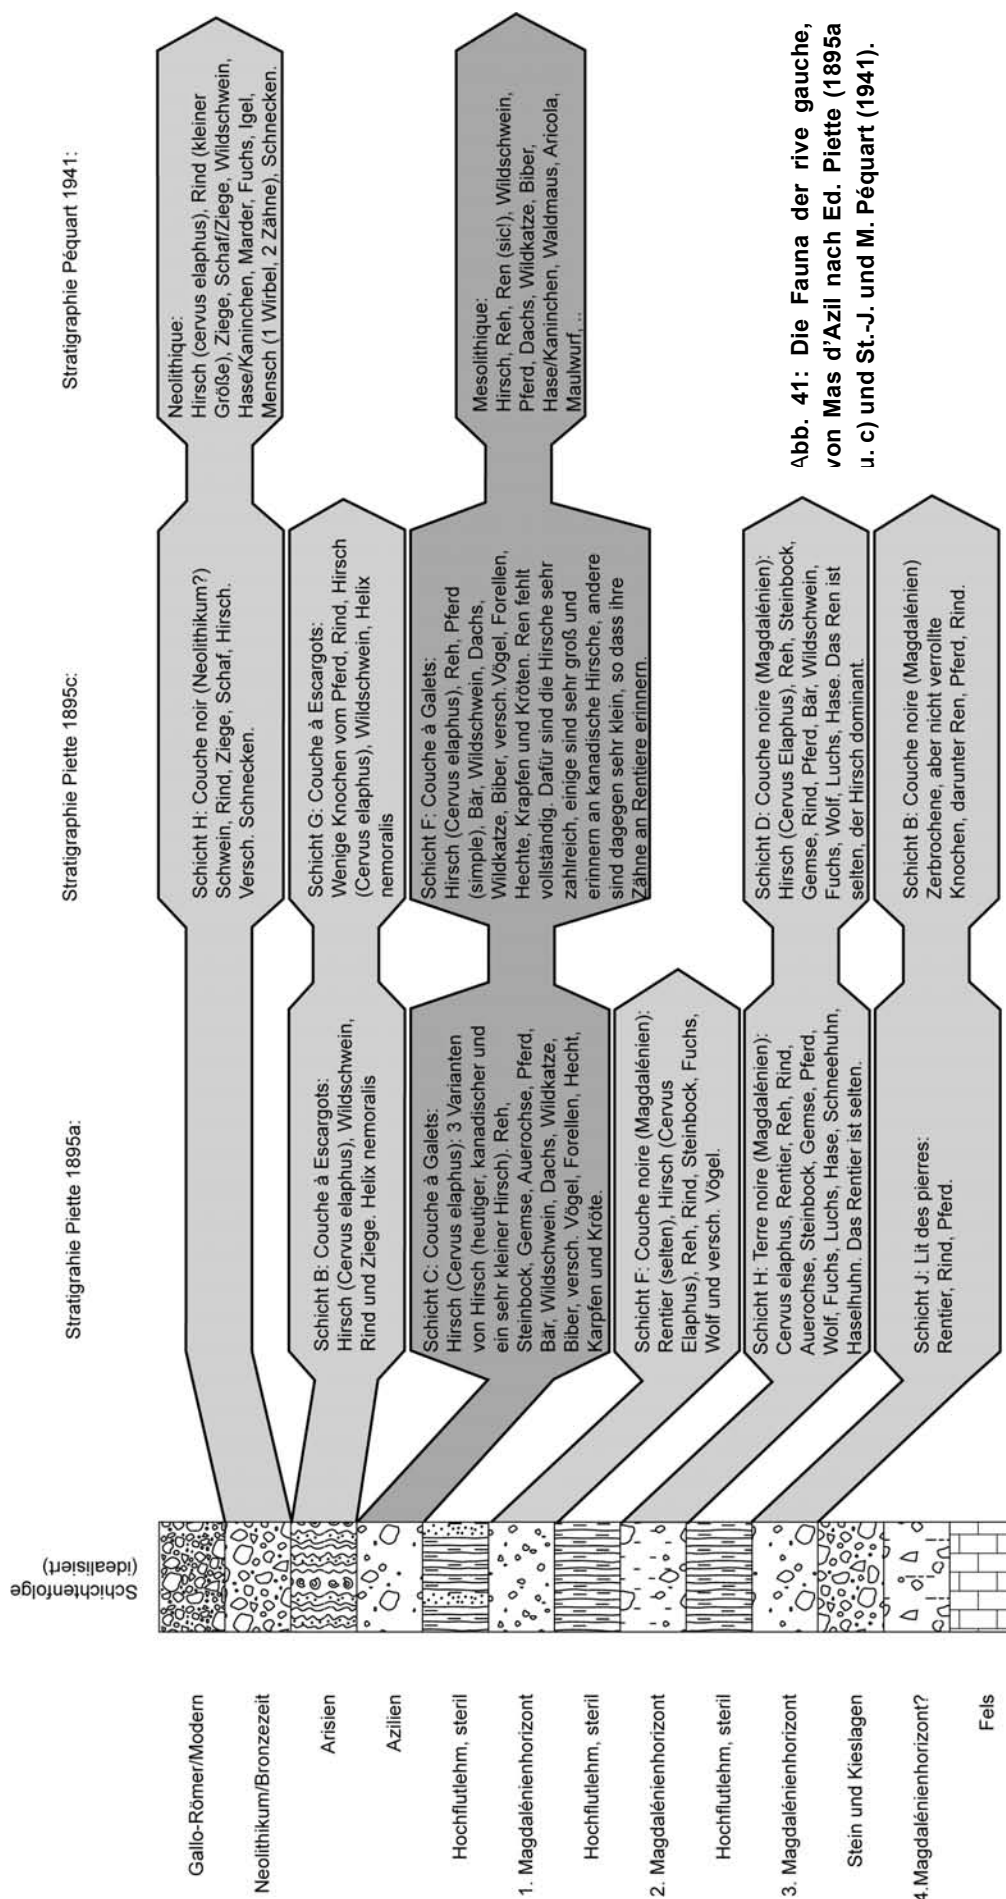 Schichtenfolge
(idealisiert)
Stratigrahie Piette 1895a:
Stratigraphie Piette 1895c:
Stratigraphie Péquart 1941:
Gallo-Römer/Modern
Neolithikum/Bronzezeit
Arisien
Azilien
Hochflutlehm, steril
1. Magdalénienhorizont
Hochflutlehm, steril
2. Magdalénienhorizont
Hochflutlehm, steril
3. Magdalénienhorizont
Stein und Kieslagen
4.Magdalénienhorizont?
Fels
Schicht B: Couche à Escargots:
Hirsch (Cervus elaphus), Wildschwein,
Rind und Ziege. Helix nemoralis
Schicht C: Couche à Galets:
Hirsch (Cervus elaphus): 3 Varianten
von Hirsch (heutiger, kanadischer und
ein sehr kleiner Hirsch). Reh,
Steinbock, Gemse, Auerochse, Pferd,
Bär, Wildschwein, Dachs, Wildkatze,
Biber, versch. Vögel, Forellen, Hecht,
Karpfen und Kröte.
Schicht F: Couche noire (Magdalénien):
Rentier (selten), Hirsch (Cervus
Elaphus), Reh, Rind, Steinbock, Fuchs,
Wolf und versch. Vögel.
Schicht H: Terre noire (Magdalénien):
Cervus elaphus, Rentier, Reh, Rind,
Auerochse, Steinbock, Gemse, Pferd,
Wolf, Fuchs, Luchs, Hase, Schneehuhn,
Haselhuhn. Das Rentier ist selten.
Schicht J: Lit des pierres:
Rentier, Rind, Pferd.
Schicht H: Couche noir (Neolithikum?)
Schwein, Rind, Ziege, Schaf, Hirsch.
Versch. Schnecken.
Schicht G: Couche à Escargots:
Wenige Knochen vom Pferd, Rind, Hirsch
(Cervus elaphus), Wildschwein, Helix
nemoralis
Schicht F: Couche à Galets:
Hirsch (Cervus elaphus), Reh, Pferd
(simple), Bär, Wildschwein, Dachs,
Wildkatze, Biber, versch.Vögel, Forellen,
Hechte, Krapfen und Kröten. Ren fehlt
vollständig. Dafür sind die Hirsche sehr
zahlreich, einige sind sehr groß und
erinnern an kanadische Hirsche, andere
sind dagegen sehr klein, so dass ihre
Zähne an Rentiere erinnern.
Schicht D: Couche noire (Magdalénien):
Hirsch (Cervus Elaphus), Reh, Steinbock,
Gemse, Rind, Pferd, Bär, Wildschwein,
Fuchs, Wolf, Luchs, Hase. Das Ren ist
selten, der Hirsch dominant.
Schicht B: Couche noire (Magdalénien)
Zerbrochene, aber nicht verrollte
Knochen, darunter Ren, Pferd, Rind.
Neolithique:
Hirsch (cervus elaphus), Rind (kleiner
Größe), Ziege, Schaf/Ziege, Wildschwein,
Hase/Kaninchen, Marder, Fuchs, Igel,
Mensch (1 Wirbel, 2 Zähne), Schnecken.
Mesolithique:
Hirsch, Reh, Ren (sic!), Wildschwein,
Pferd, Dachs, Wildkatze, Biber,
Hase/Kaninchen, Waldmaus, Aricola,
Maulwurf, ..
Abb. 41: Die Fauna der rive gauche,
von Mas d'Azil nach Ed. Piette (1895a
u. c) und St.-J. und M. Péquart (1941).